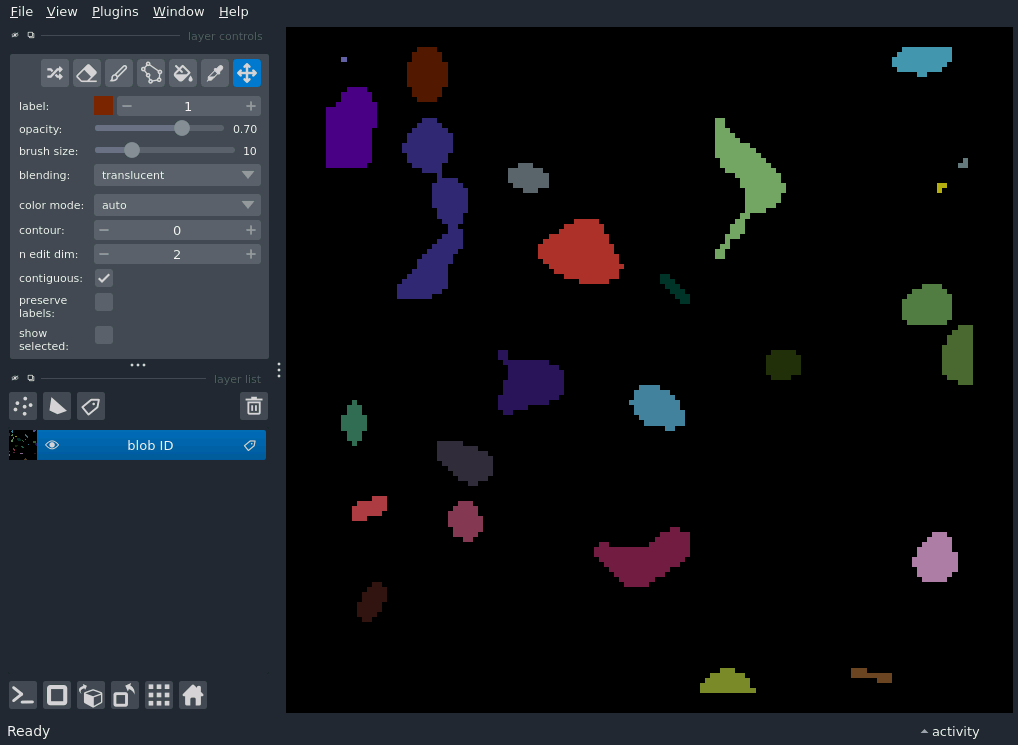 File View Plugins Window Help
layer controls
label: 1
opacity: 0.70
brush size: 10
blending: translucent
color mode: auto
contour: 0
n edit dim: 2
contiguous:
preserve
labels:
show
selected:
layer list
blob ID
Ready activity